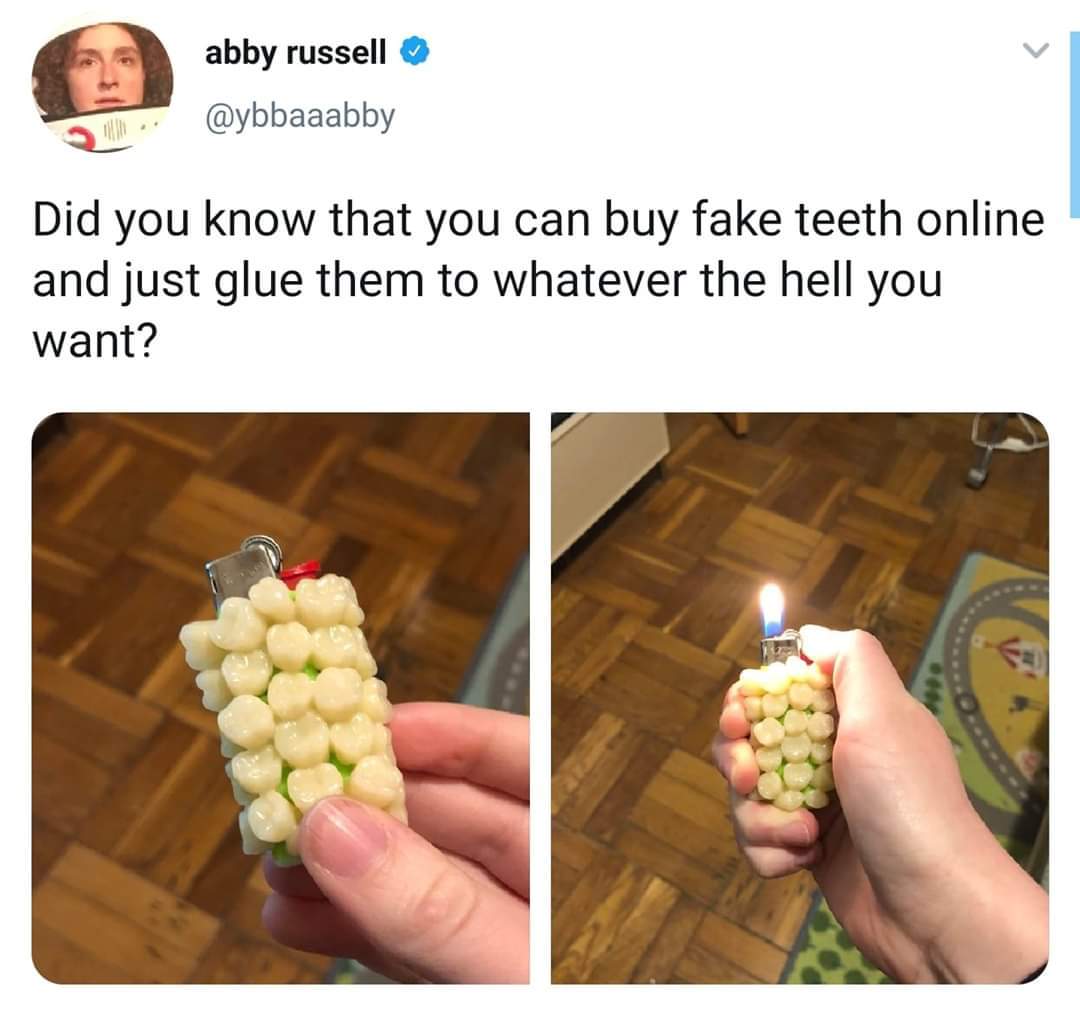 abby russell
@ybbaaabby
Did you know that you can buy fake teeth online
and just glue them to whatever the hell you
want?